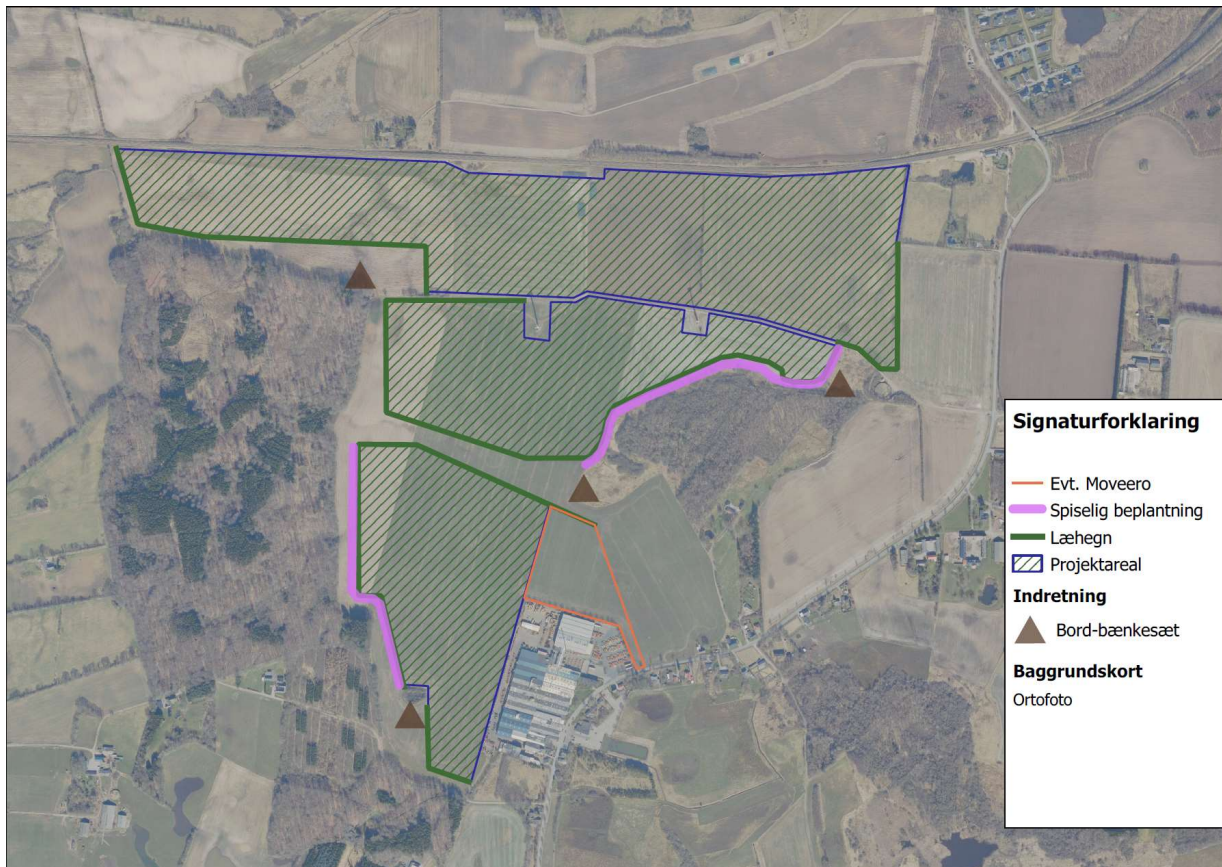 Signaturforklaring
Evt. Moveero
Spiselig beplantning
Læhegn
Projektareal
Indretning
Bord-bænkesæt
Baggrundskort
Ortofoto